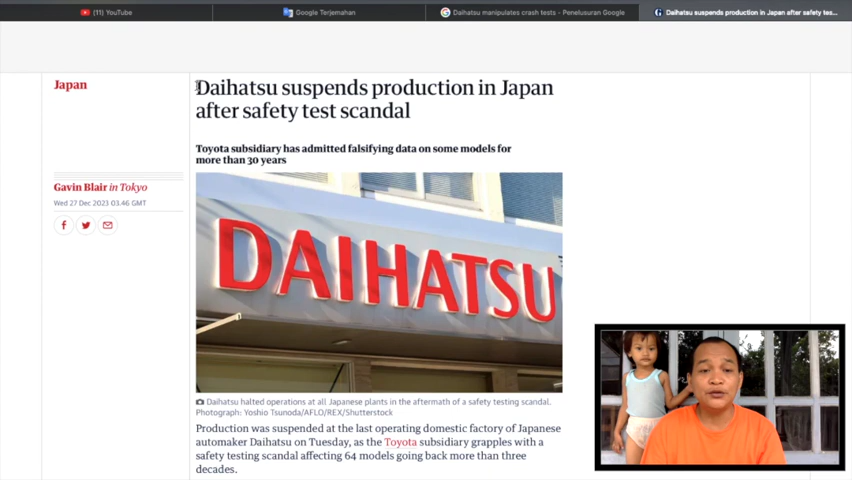 (11) YouTube
Google Terjemahan
Daihatsu manipulates crash tests - Penelusuran Google
Daihatsu suspends production in Japan after safety tes...
Japan
Daihatsu suspends production in Japan
after safety test scandal
Toyota subsidiary has admitted falsifying data on some models for
more than 30 years
Gavin Blair in Tokyo
Wed 27 Dec 2023 03.46 GMT
DAIHATSU
Daihatsu halted operations at all Japanese plants in the aftermath of a safety testing scandal.
Photograph: Yoshio Tsunoda/AFLO/REX/Shutterstock
Production was suspended at the last operating domestic factory of Japanese
automaker Daihatsu on Tuesday, as the Toyota subsidiary grapples with a
safety testing scandal affecting 64 models going back more than three
decades.